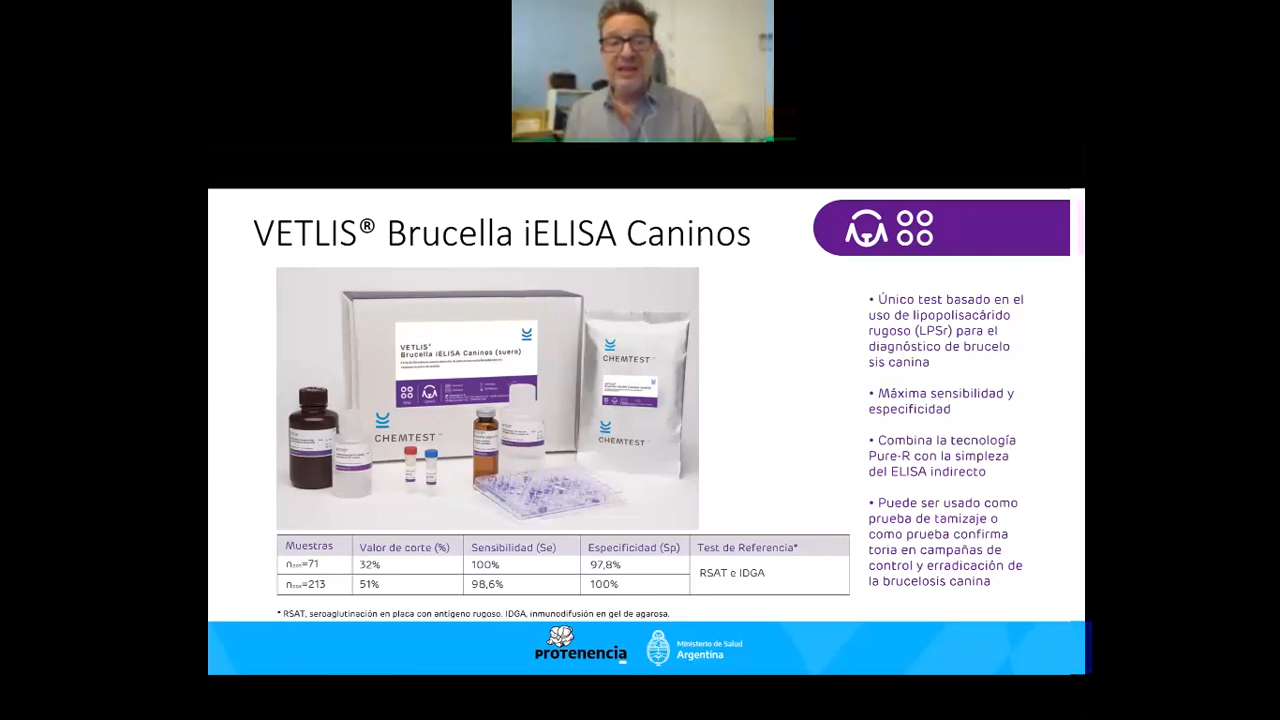 VETLIS® Brucella iELISA Caninos
VETLIS®
Brucella iELISA Caninos (suero)
CHEMTEST
CHEMTEST
VETLIS®
CHEMTEST
• Único test basado en el
uso de lipopolisacárido
rugoso (LPSr) para el
diagnóstico de brucelo
sis canina
• Máxima sensibilidad y
especificidad
• Combina la tecnología
Pure-R con la simpleza
del ELISA indirecto
• Puede ser usado como
prueba de tamizaje o
como prueba confirma
toria en campañas de
control y erradicación de
la brucelosis canina
Muestras Valor de corte (%) Sensibilidad (Se) Especificidad (Sp) Test de Referencia*
=71 32% 100% 97,8% RSAT e IDGA
=213 51% 98,6% 100%
* RSAT, seroaglutinación en placa con antígeno rugoso. IDGA, inmunodifusión en gel de agarosa.
PROTENENCIA
Ministerio de Salud
Argentina